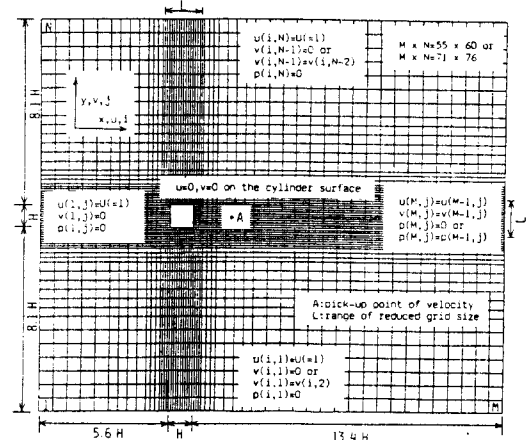 L
N
u(i,N)=U(=1)
v(i,N-1)=0 or
v(i,N-1)=v(i,N-2)
p(i,N)=0
M x N=55 x 60 or
M x N=71 x 76
y,v,j
x,u,i
8.1 H
u=0,v=0 on the cylinder surface
u(1,j)=U(=1)
v(1,j)=0
p(1,j)=0
•A
u(M,j)=u(M-1,j)
v(M,j)=v(M-1,j)
p(M,j)=0 or
p(M,j)=p(M-1,j)
H
L
8.1 H
A:pick-up point of velocity
L:range of reduced grid size
u(i,1)=U(=1)
v(i,1)=0 or
v(i,1)=v(i,2)
p(i,1)=0
M
5.6 H
H
13.4 H